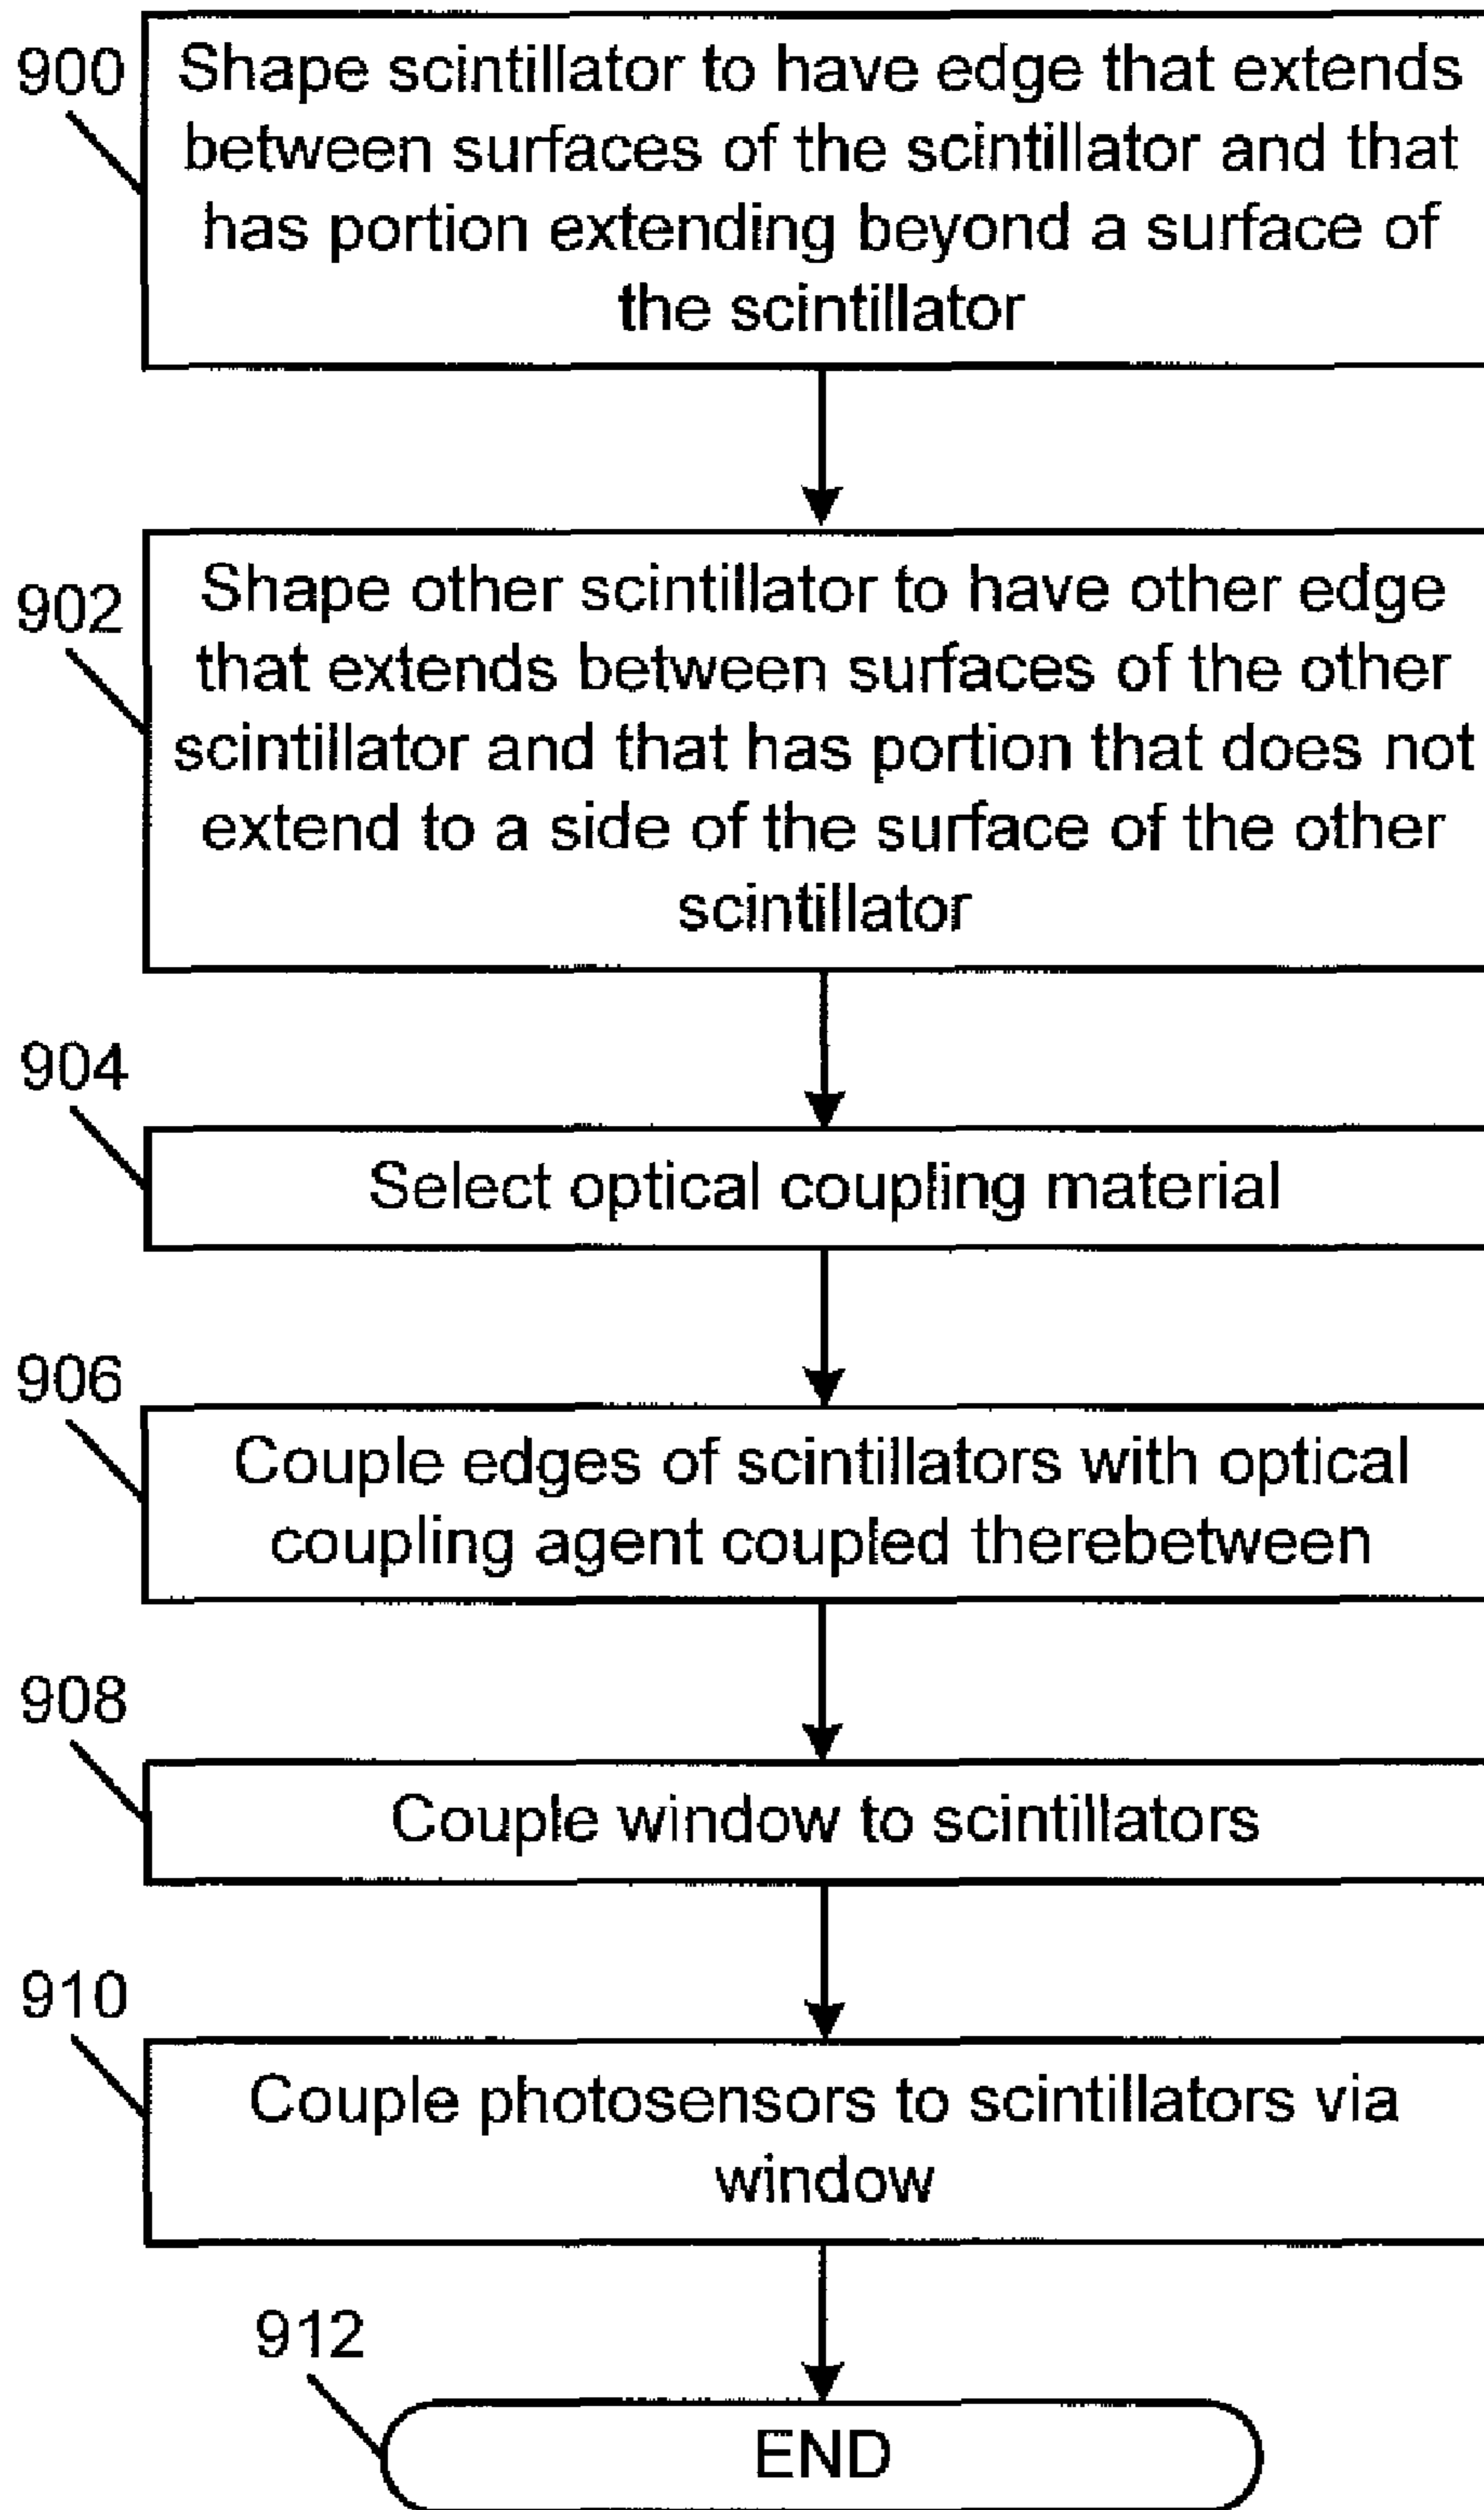 900
Shape scintillator to have edge that extends
between surfaces of the scintillator and that
has portion extending beyond a surface of
the scintillator
902
Shape other scintillator to have other edge
that extends between surfaces of the other
scintillator and that has portion that does not
extend to a side of the surface of the other
scintillator
904
Select optical coupling material
906
Couple edges of scintillators with optical
coupling agent coupled therebetween
908
Couple window to scintillators
910
Couple photosensors to scintillators via
window
912
END